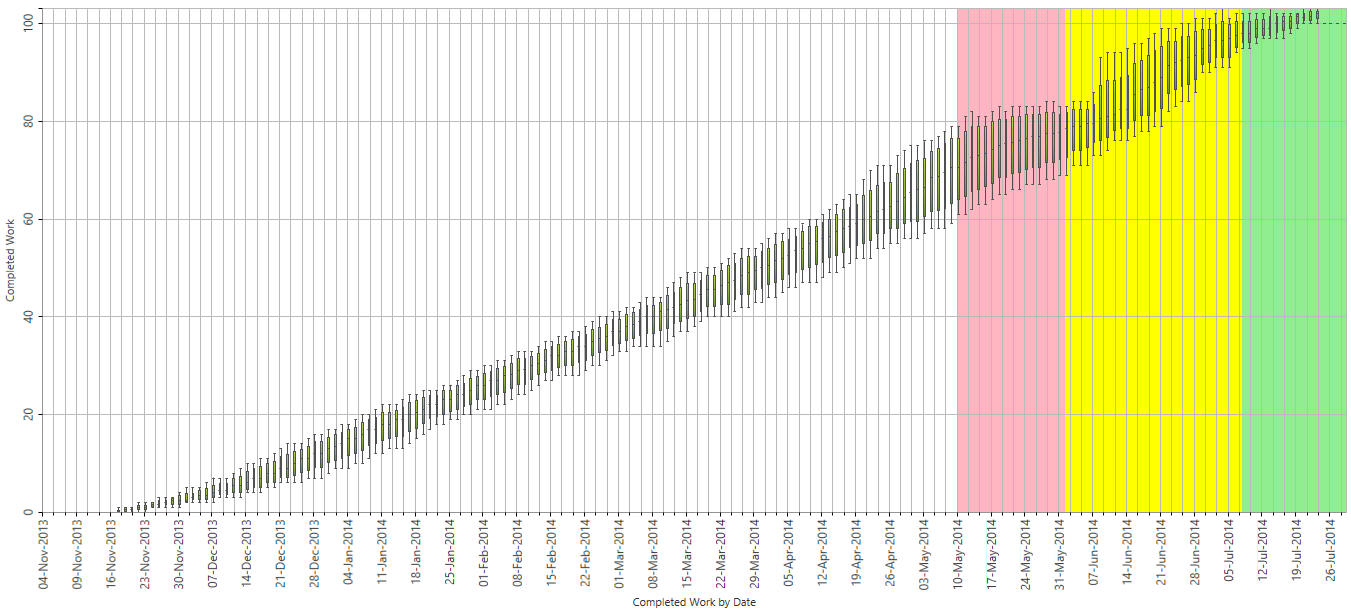 Completed Work
100
80
60
40
20
0
04-Nov-2013
09-Nov-2013
16-Nov-2013
23-Nov-2013
30-Nov-2013
07-Dec-2013
14-Dec-2013
21-Dec-2013
28-Dec-2013
04-Jan-2014
11-Jan-2014
18-Jan-2014
25-Jan-2014
01-Feb-2014
08-Feb-2014
15-Feb-2014
22-Feb-2014
01-Mar-2014
08-Mar-2014
15-Mar-2014
22-Mar-2014
29-Mar-2014
05-Apr-2014
12-Apr-2014
19-Apr-2014
26-Apr-2014
03-May-2014
10-May-2014
17-May-2014
24-May-2014
31-May-2014
07-Jun-2014
14-Jun-2014
21-Jun-2014
28-Jun-2014
05-Jul-2014
12-Jul-2014
19-Jul-2014
26-Jul-2014
Completed Work by Date